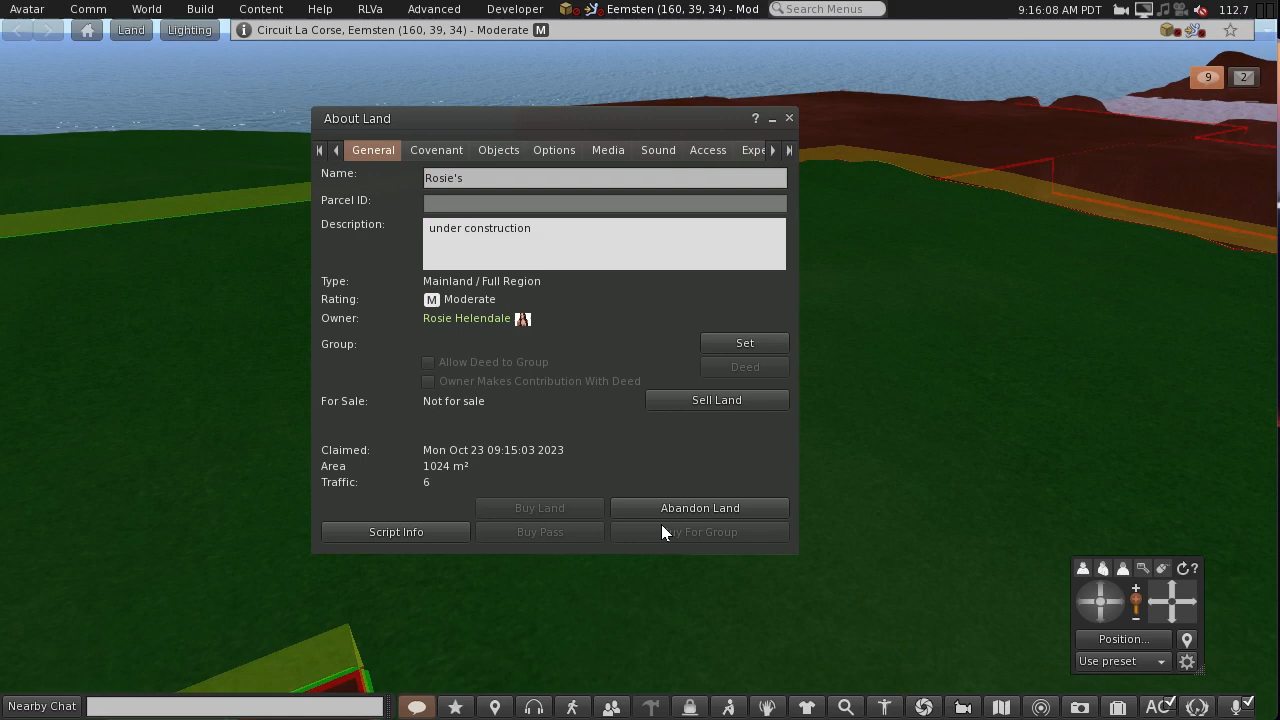 Avatar Comm World Build Content Help RLVa Advanced Developer Eemsten (160, 39, 34) - Mod Search Menus 9:16:08 AM PDT 112.7
Land Lighting Circuit La Corse, Eemsten (160, 39, 34) - Moderate M
9 2
About Land ?
General Covenant Objects Options Media Sound Access Expe
Name: Rosie's
Parcel ID:
Description: under construction
Type: Mainland / Full Region
Rating: M Moderate
Owner: Rosie Helendale
Group: Set
Allow Deed to Group Deed
Owner Makes Contribution With Deed
For Sale: Not for sale Sell Land
Claimed: Mon Oct 23 09:15:03 2023
Area 1024 m²
Traffic: 6
Buy Land Abandon Land
Script Info Buy Pass uy For Group
?
Position...
Use preset
Nearby Chat AO